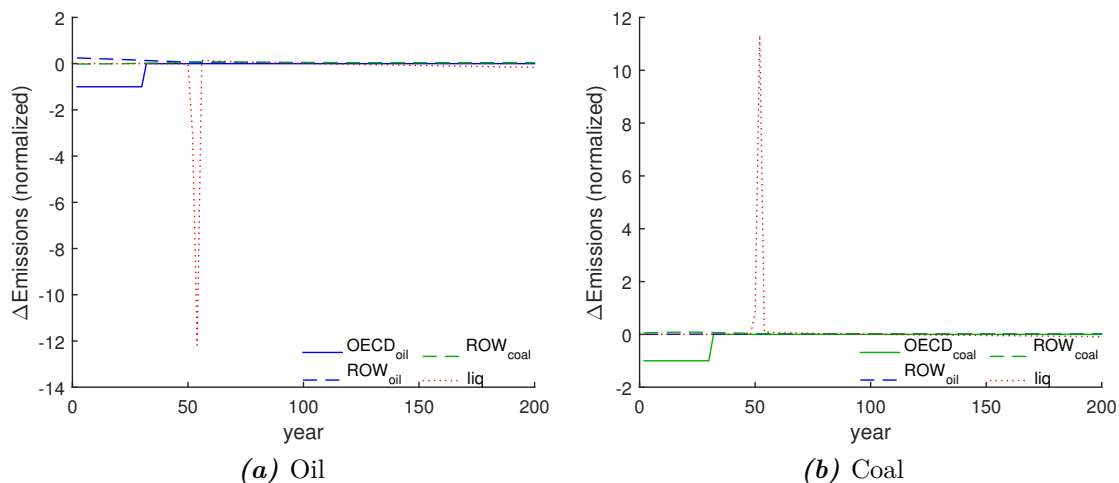 2
0
-2
-4
-6
-8
-10
-12
-14
ΔEmissions (normalized)
OECD_oil
ROW_oil
ROW_coal
liq
0 50 100 150 200
year
(a) Oil
12
10
8
6
4
2
0
-2
ΔEmissions (normalized)
OECD_coal
ROW_oil
ROW_coal
liq
0 50 100 150 200
year
(b) Coal